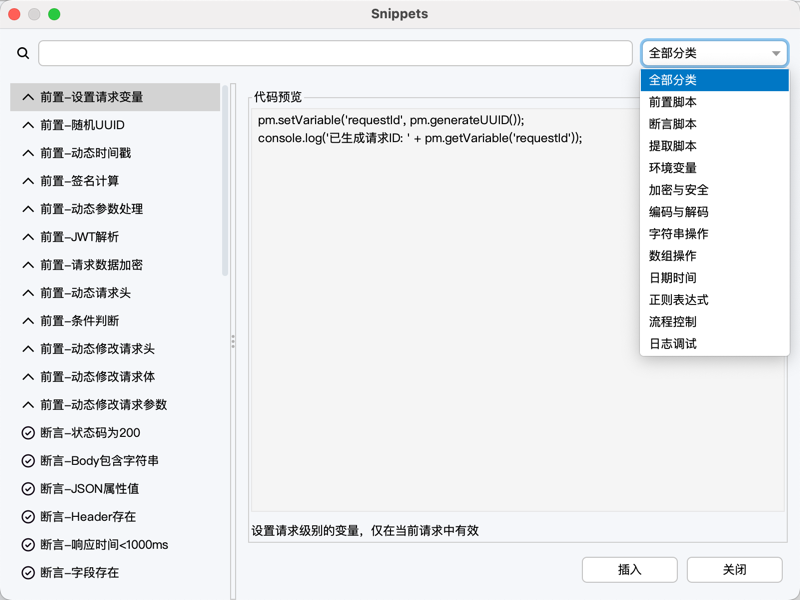 Snippets
全部分类
全部分类
前置脚本
断言脚本
提取脚本
环境变量
加密与安全
编码与解码
字符串操作
数组操作
日期时间
正则表达式
流程控制
日志调试
前置-设置请求变量
前置-随机UUID
前置-动态时间戳
前置-签名计算
前置-动态参数处理
前置-JWT解析
前置-请求数据加密
前置-动态请求头
前置-条件判断
前置-动态修改请求头
前置-动态修改请求体
前置-动态修改请求参数
断言-状态码为200
断言-Body包含字符串
断言-JSON属性值
断言-Header存在
断言-响应时间<1000ms
断言-字段存在
代码预览
pm.setVariable('requestId', pm.generateUUID());
console.log('已生成请求ID: ' + pm.getVariable('requestId'));
设置请求级别的变量，仅在当前请求中有效
插入
关闭